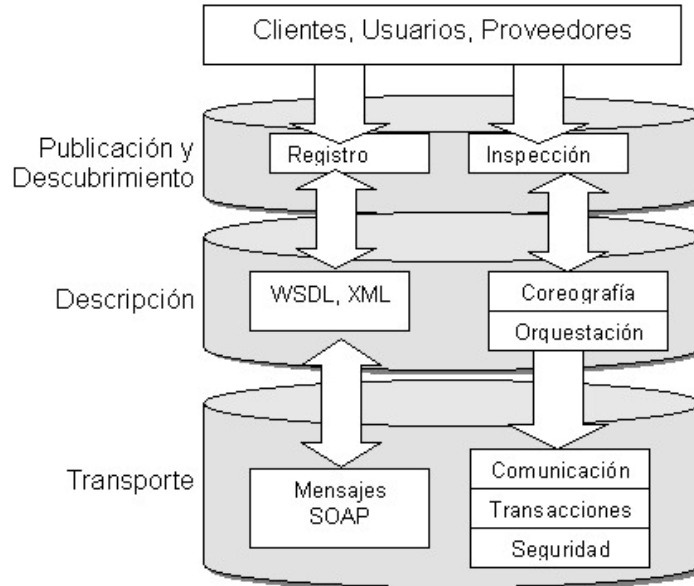 Clientes, Usuarios, Proveedores
Publicación y
Descubrimiento
Registro
Inspección
Descripción
WSDL, XML
Coreografía
Orquestación
Transporte
Mensajes
SOAP
Comunicación
Transacciones
Seguridad